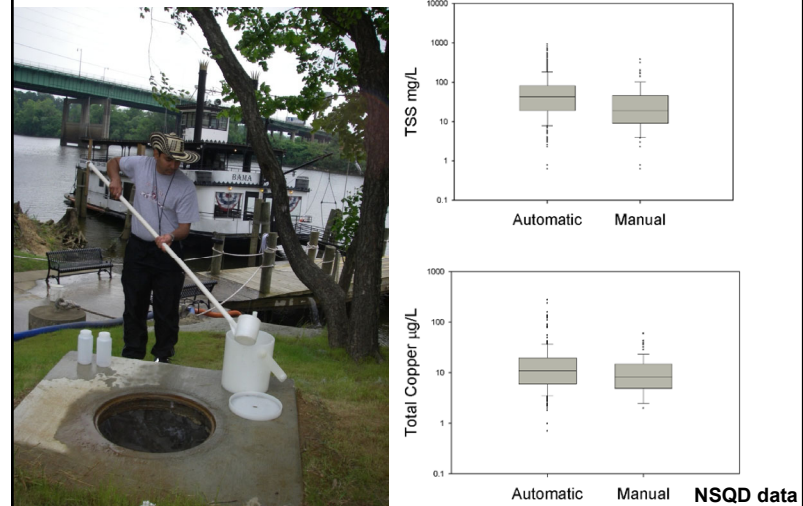 BAMA
10000
1000
100
10
1
0.1
TSS mg/L
Automatic Manual
1000
100
10
1
0.1
Total Copper µg/L
Automatic Manual
NSQD data